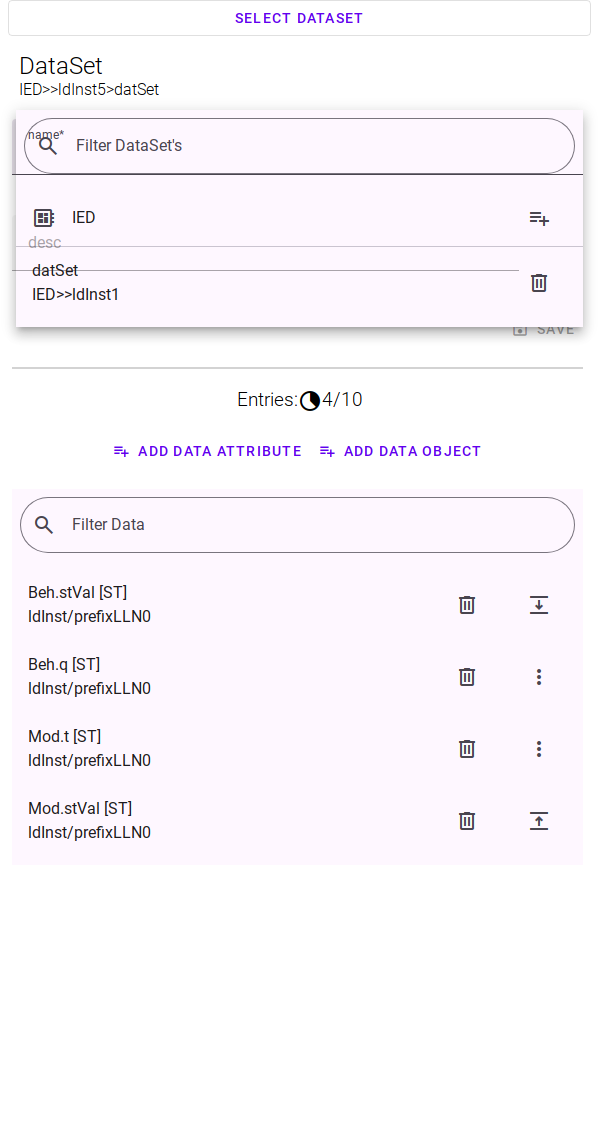 SELECT DATASET
DataSet
IED>>ldInst5>datSet
name*
Filter DataSet's
IED
desc
datSet
IED>>ldInst1
SAVE
Entries: 4/10
ADD DATA ATTRIBUTE ADD DATA OBJECT
Filter Data
Beh.stVal [ST]
ldInst/prefixLLN0
Beh.q [ST]
ldInst/prefixLLN0
Mod.t [ST]
ldInst/prefixLLN0
Mod.stVal [ST]
ldInst/prefixLLN0